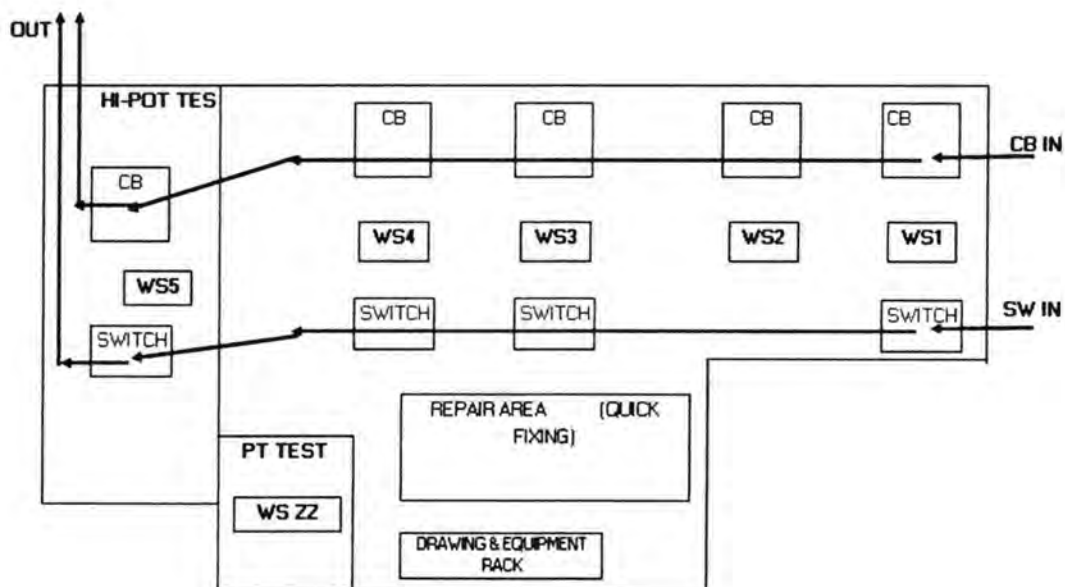 OUT
HI-POT TES
CB
CB
CB
CB
CB IN
CB
WS4
WS3
WS2
WS1
WS5
SWITCH
SWITCH
SWITCH
SW IN
SWITCH
REPAIR AREA (QUICK
FIXING)
PT TEST
WS ZZ
DRAWING & EQUIPMENT
RACK